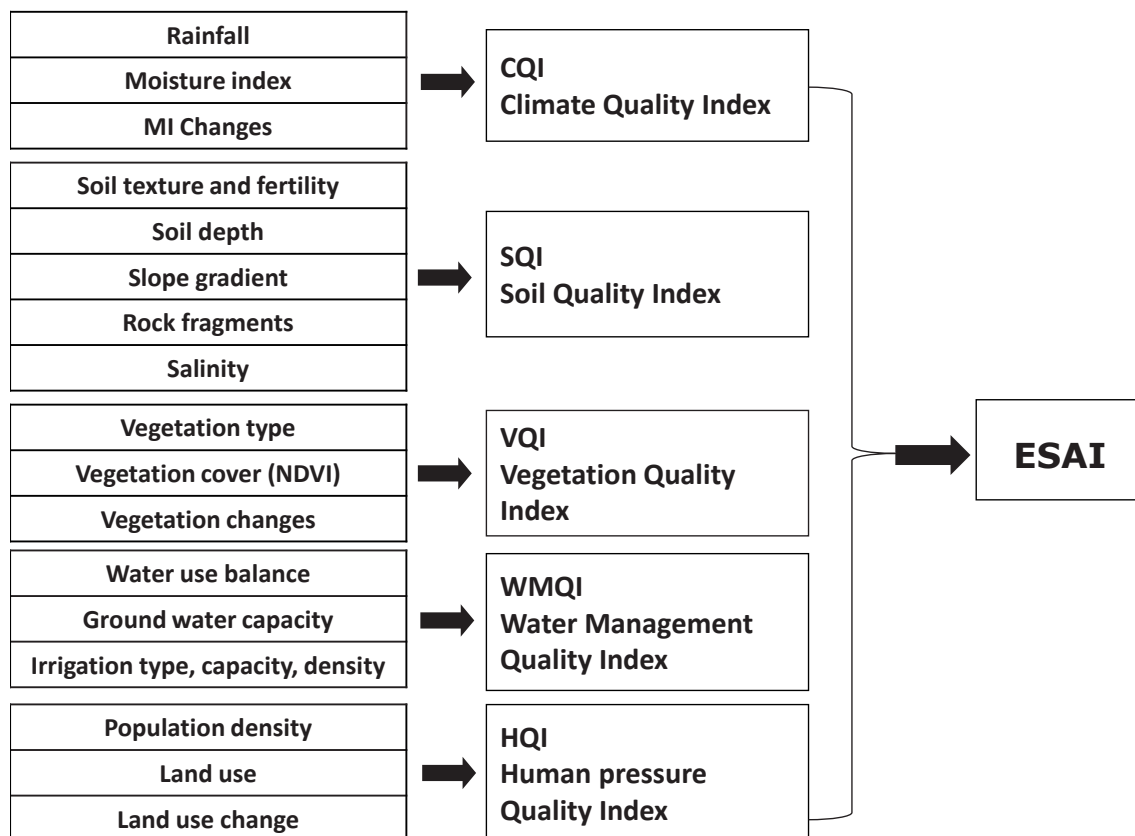 Rainfall
Moisture index
MI Changes
CQI
Climate Quality Index
Soil texture and fertility
Soil depth
Slope gradient
Rock fragments
Salinity
SQI
Soil Quality Index
Vegetation type
Vegetation cover (NDVI)
Vegetation changes
VQI
Vegetation Quality
Index
Water use balance
Ground water capacity
Irrigation type, capacity, density
WMQI
Water Management
Quality Index
Population density
Land use
Land use change
HQI
Human pressure
Quality Index
ESAI